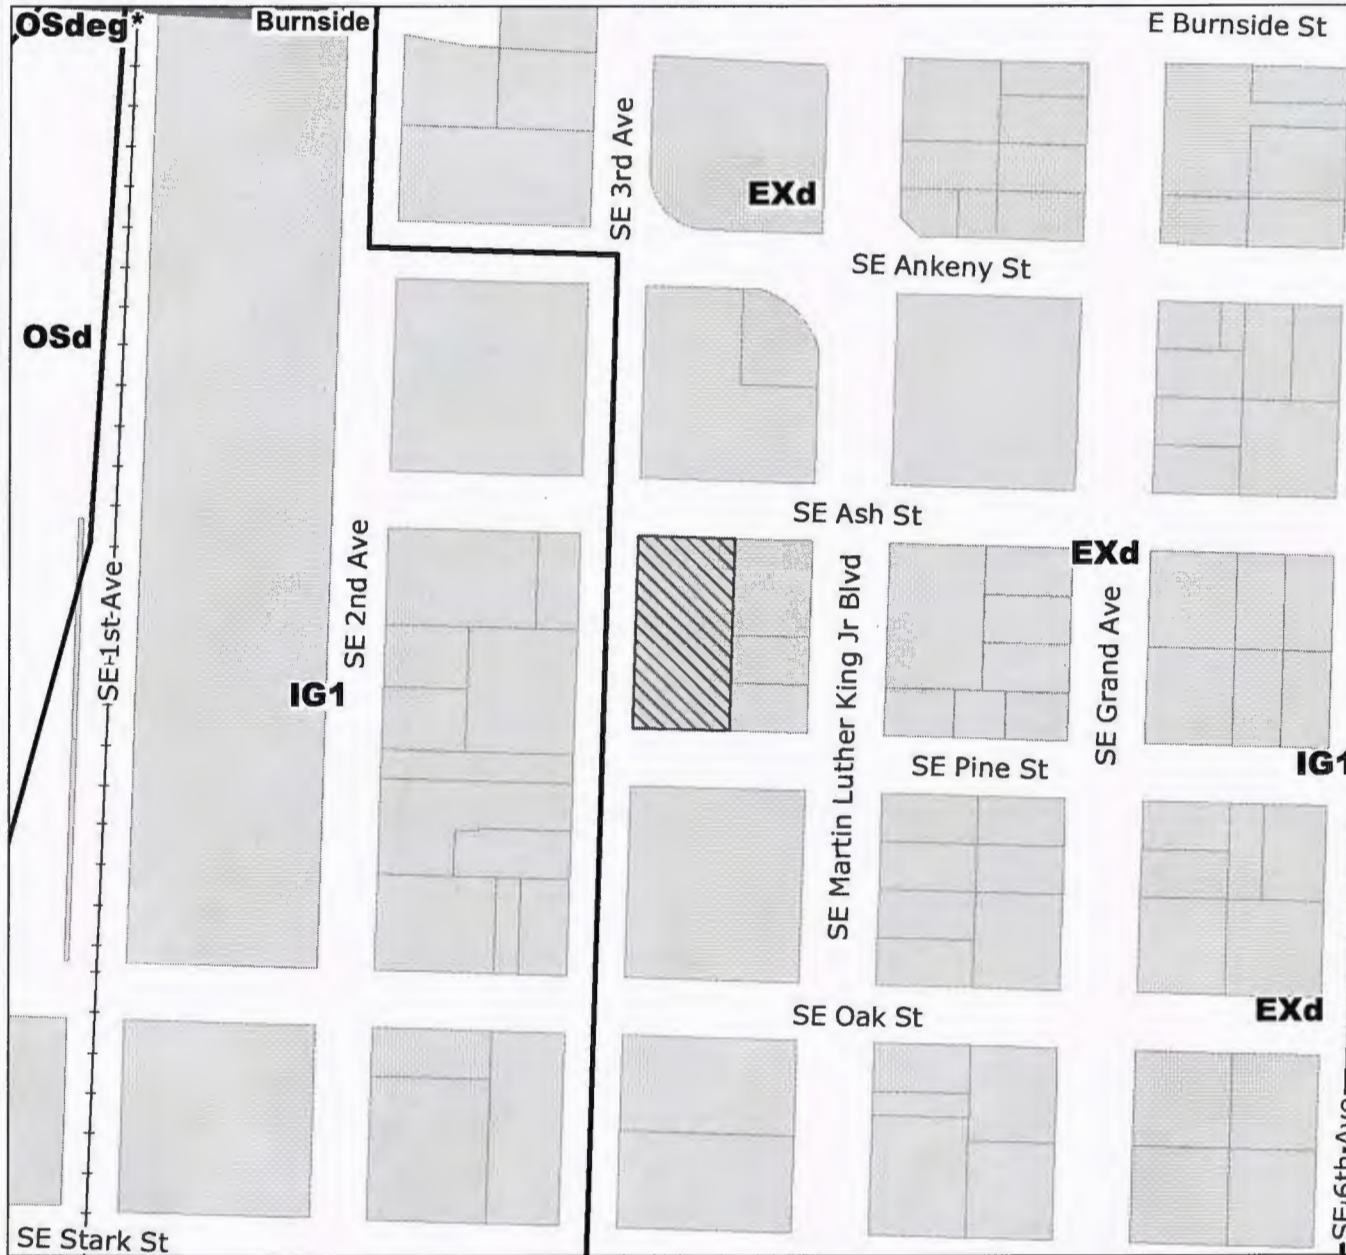 OSdeg*
Burnside
E Burnside St
SE 3rd Ave
EXd
SE Ankeny St
OSd
SE Ash St
SE 1st Ave
SE 2nd Ave
IG1
SE Martin Luther King Jr Blvd
EXd
SE Grand Ave
SE Pine St
IG1
SE Oak St
EXd
SE 6th Ave
SE Stark St